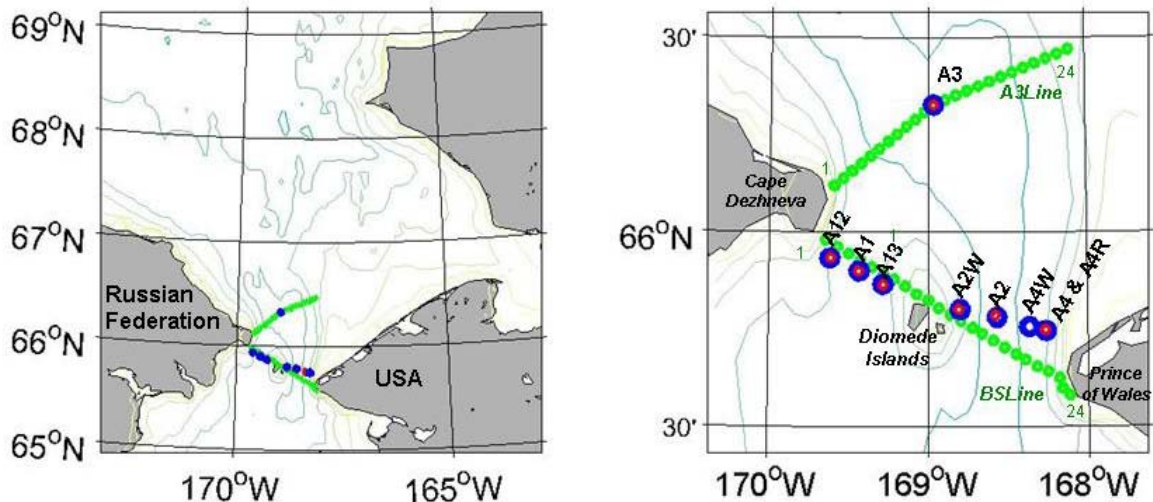 69°N
68°N
67°N
66°N
65°N
170°W
165°W
Russian
Federation
USA
30'
66°N
30'
170°W
169°W
168°W
A3
24
A3Line
1
Cape
Dezhneva
1
1
A12
A1
A13
A2W
A2
A4W
A4 & A4R
Diomede
Islands
BSLine
Prince
of Wales
24